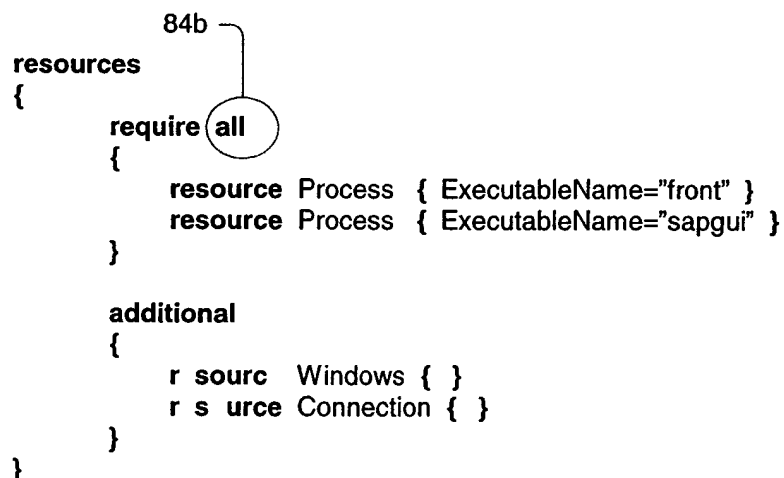 84b
resources
{
require all
{
resource Process { ExecutableName="front" }
resource Process { ExecutableName="sapgui" }
}
additional
{
r sourc Windows { }
r s urce Connection { }
}
}